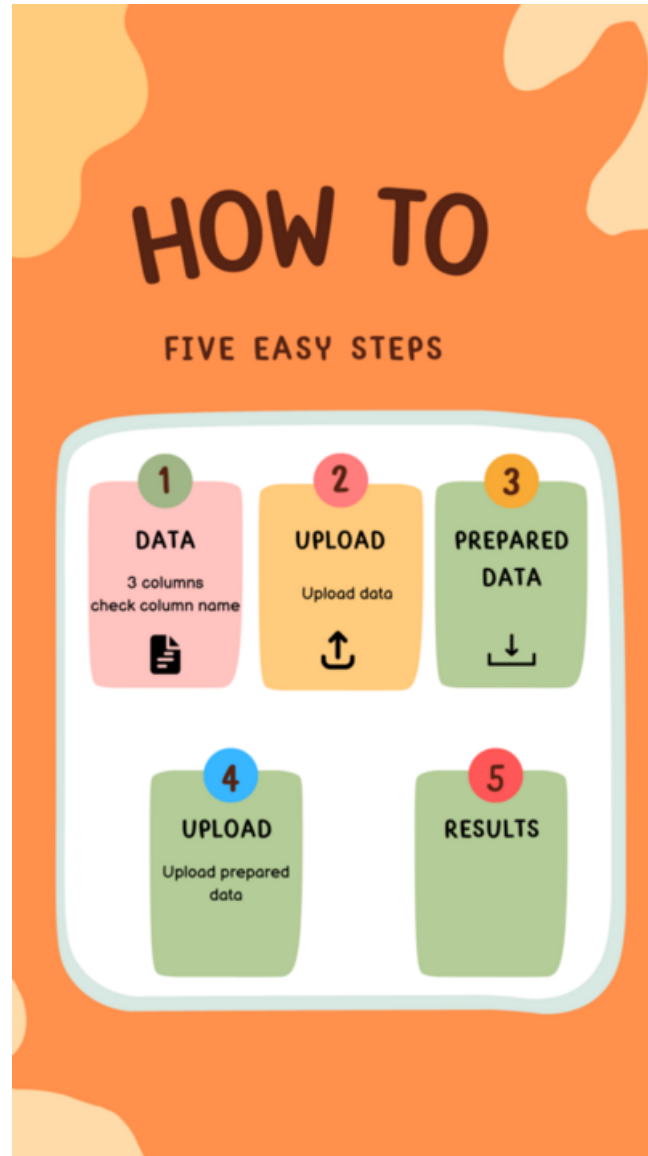 HOW TO
FIVE EASY STEPS
1
DATA
3 columns
check column name
2
UPLOAD
Upload data
3
PREPARED
DATA
4
UPLOAD
Upload prepared
data
5
RESULTS